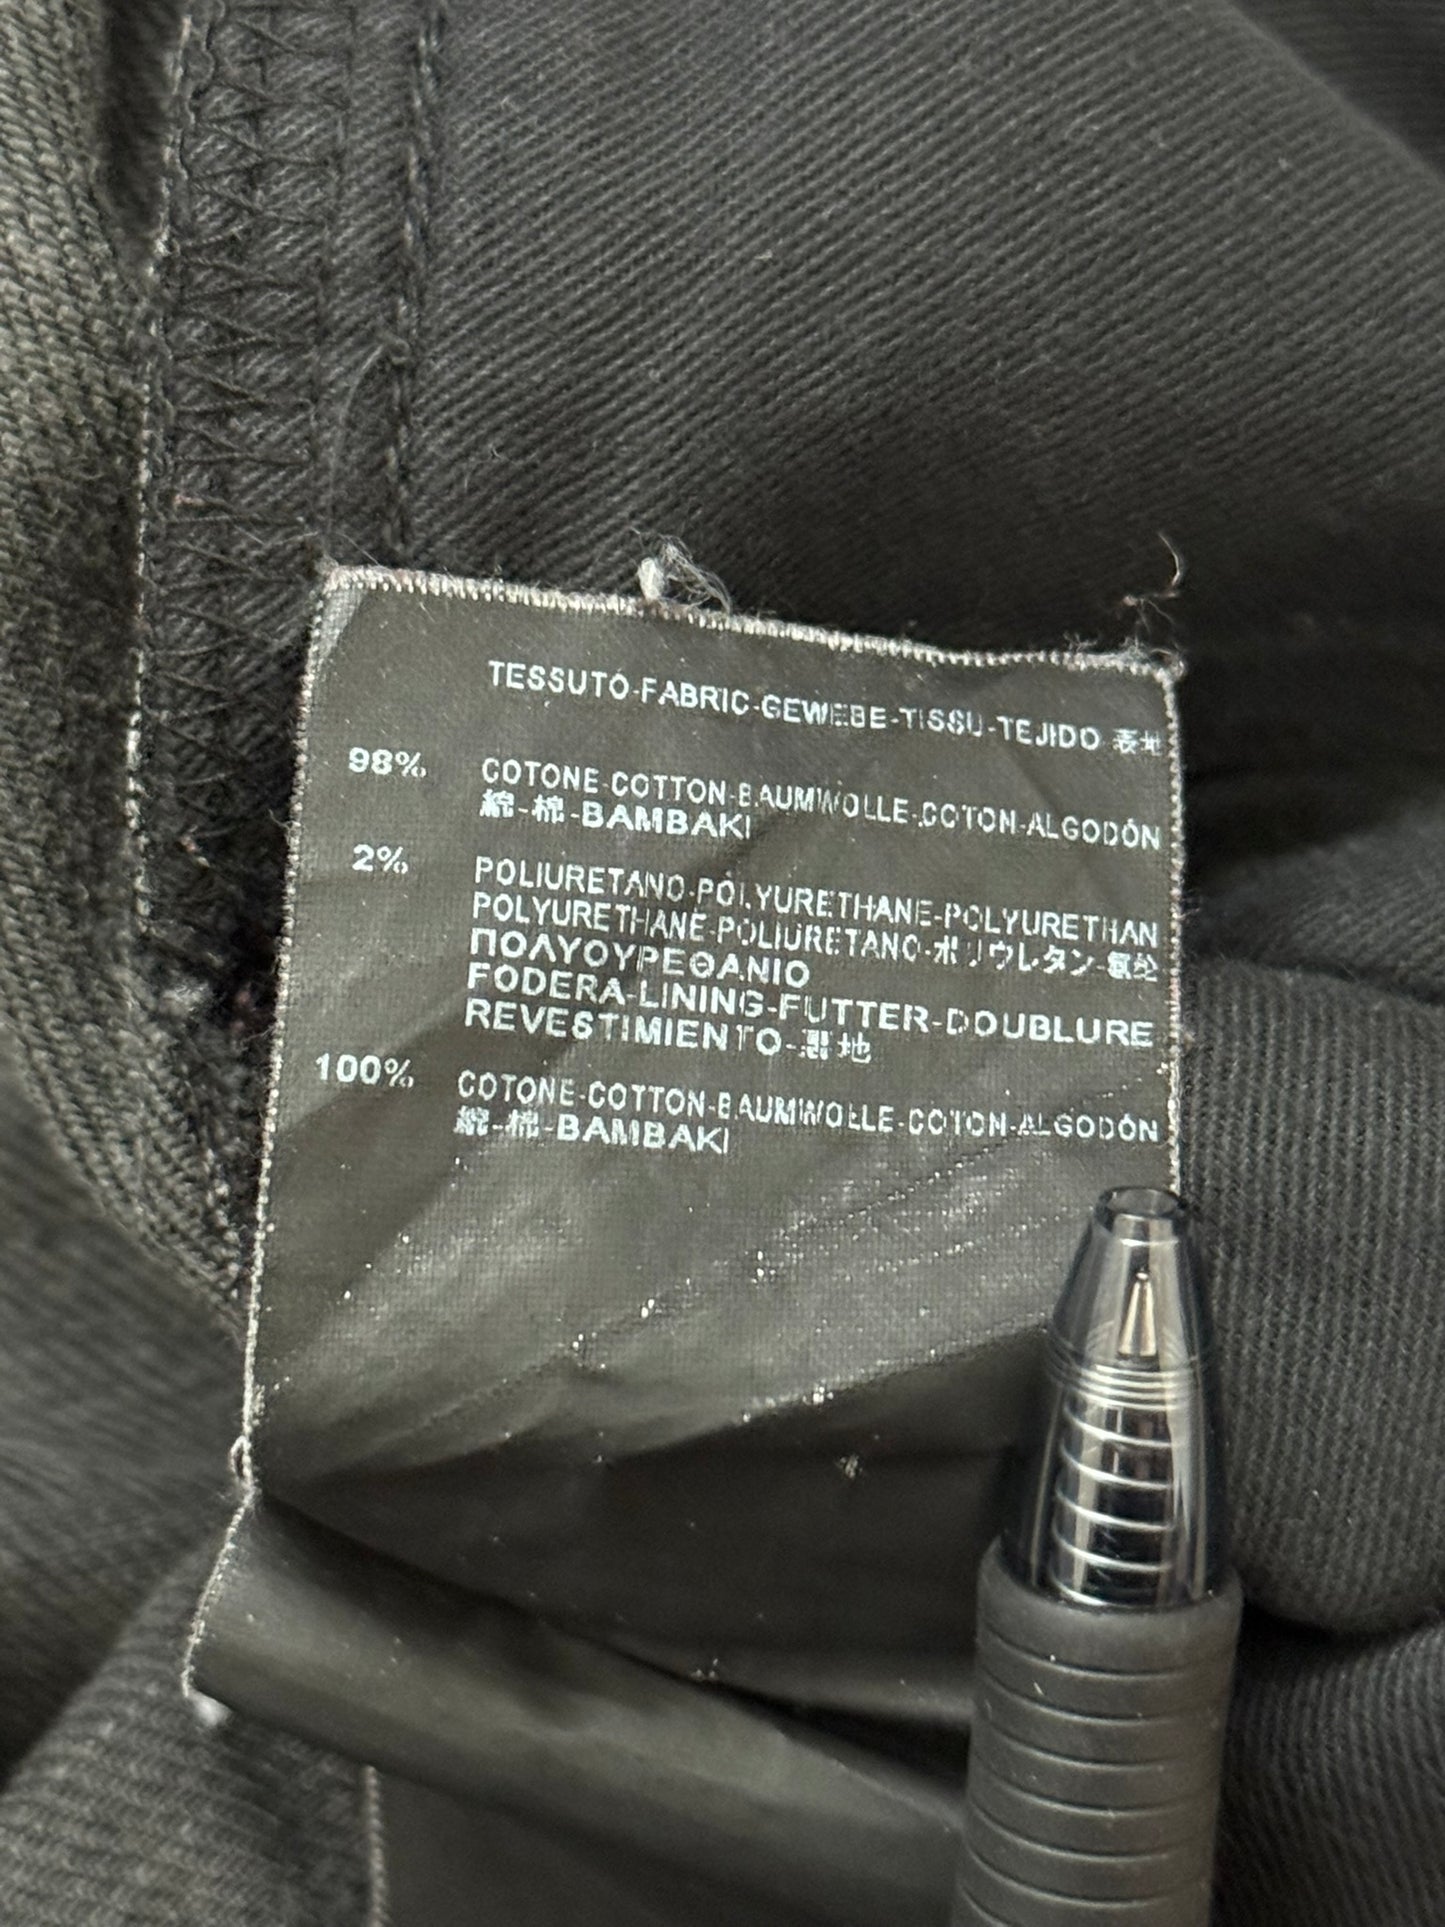 TESSUTO-FABRIC-GEWEBE-TISSU-TEJIDO 表地
98% COTONE-COTTON-BAUMWOLLE-COTON-ALGODÓN
綿-棉-BAMBAKI
2% POLIURETANO-POLYURETHANE-POLYURETHAN
POLYURETHANE-POLIURETANO-ポリウレタン-氨纶
ΠΟΛΥΟΥΡΕΘΑΝΙΟ
FODERA-LINING-FUTTER-DOUBLURE
REVESTIMIENTO-裏地
100% COTONE-COTTON-BAUMWOLLE-COTON-ALGODÓN
綿-棉-BAMBAKI